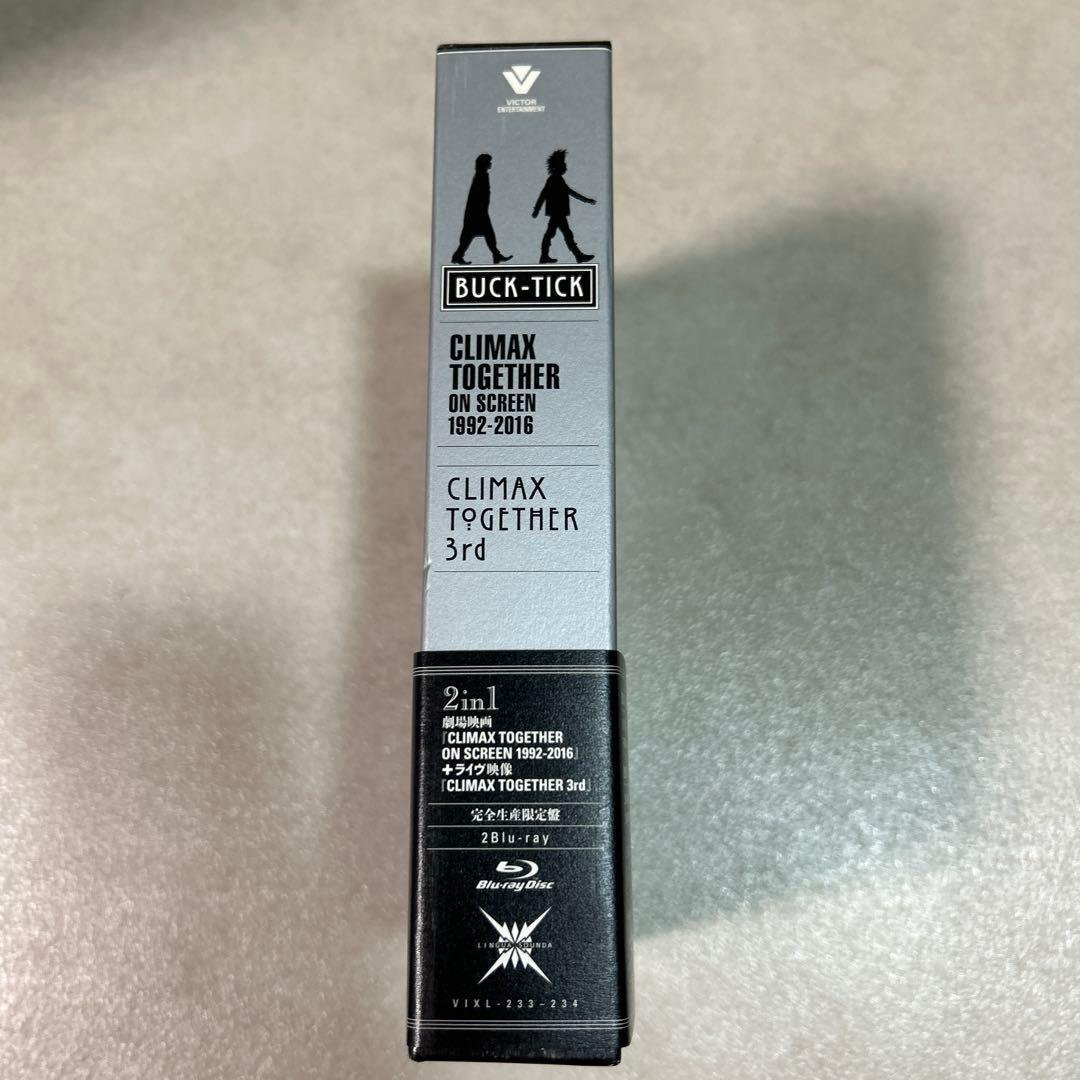 VICTOR
ENTERTAINMENT
BUCK-TICK
CLIMAX
TOGETHER
ON SCREEN
1992-2016
CLIMAX
TOGETHER
3rd
2in1
劇場映画
『CLIMAX TOGETHER
ON SCREEN 1992-2016』
+ライヴ映像
『CLIMAX TOGETHER 3rd』
完全生産限定盤
2Blu-ray
Blu-ray Disc
LINGUA SOUNDA
VIXL-233-234